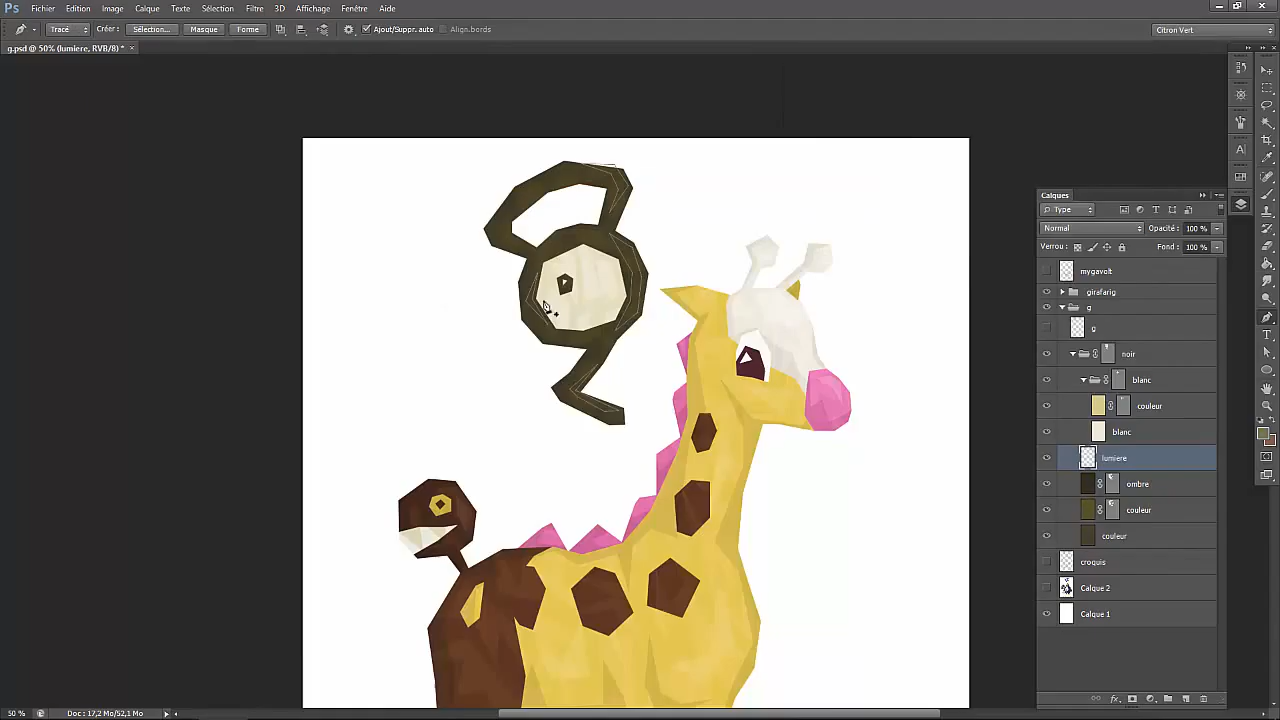 Ps Fichier Edition Image Calque Texte Sélection Filtre 3D Affichage Fenêtre Aide
Tracé Créer: Sélection... Masque Forme Ajout/Suppr. auto Align.bords Citron Vert
g.psd @ 50% (lumiere, RVB/8) * ×
Calques
Type
Normal Opacité: 100 %
Verrou: Fond: 100 %
mygavolt
girafarig
g
g
noir
blanc
couleur
blanc
lumiere
ombre
couleur
couleur
croquis
Calque 2
Calque 1
50 % Doc: 17,2 Mo/52,1 Mo